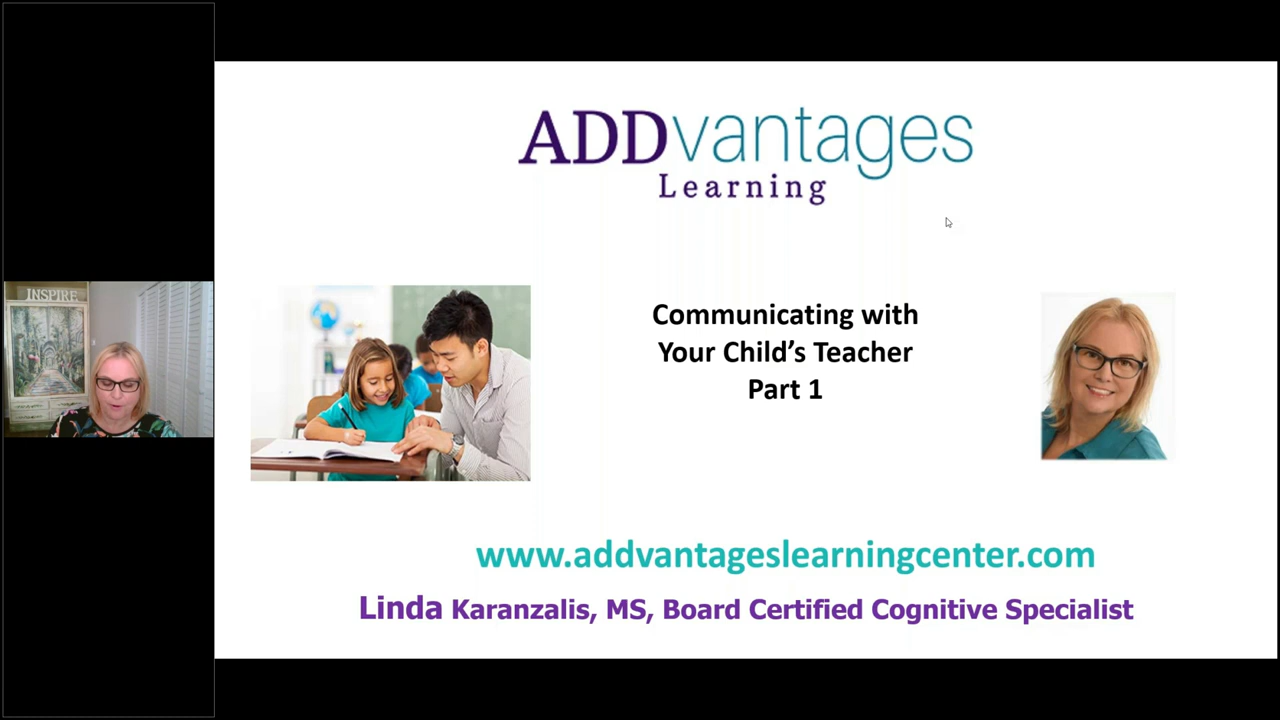 INSPIRE
ADDvantages
Learning
Communicating with
Your Child's Teacher
Part 1
www.addvantageslearningcenter.com
Linda Karanzalis, MS, Board Certified Cognitive Specialist